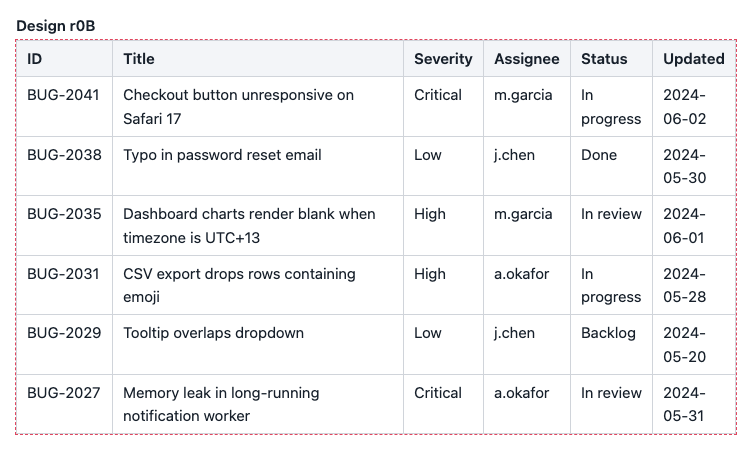 Design r0B
ID Title Severity Assignee Status Updated
BUG-2041 Checkout button unresponsive on Critical m.garcia In 2024-
Safari 17 progress 06-02
BUG-2038 Typo in password reset email Low j.chen Done 2024-
05-30
BUG-2035 Dashboard charts render blank when High m.garcia In review 2024-
timezone is UTC+13 06-01
BUG-2031 CSV export drops rows containing High a.okafor In 2024-
emoji progress 05-28
BUG-2029 Tooltip overlaps dropdown Low j.chen Backlog 2024-
05-20
BUG-2027 Memory leak in long-running Critical a.okafor In review 2024-
notification worker 05-31